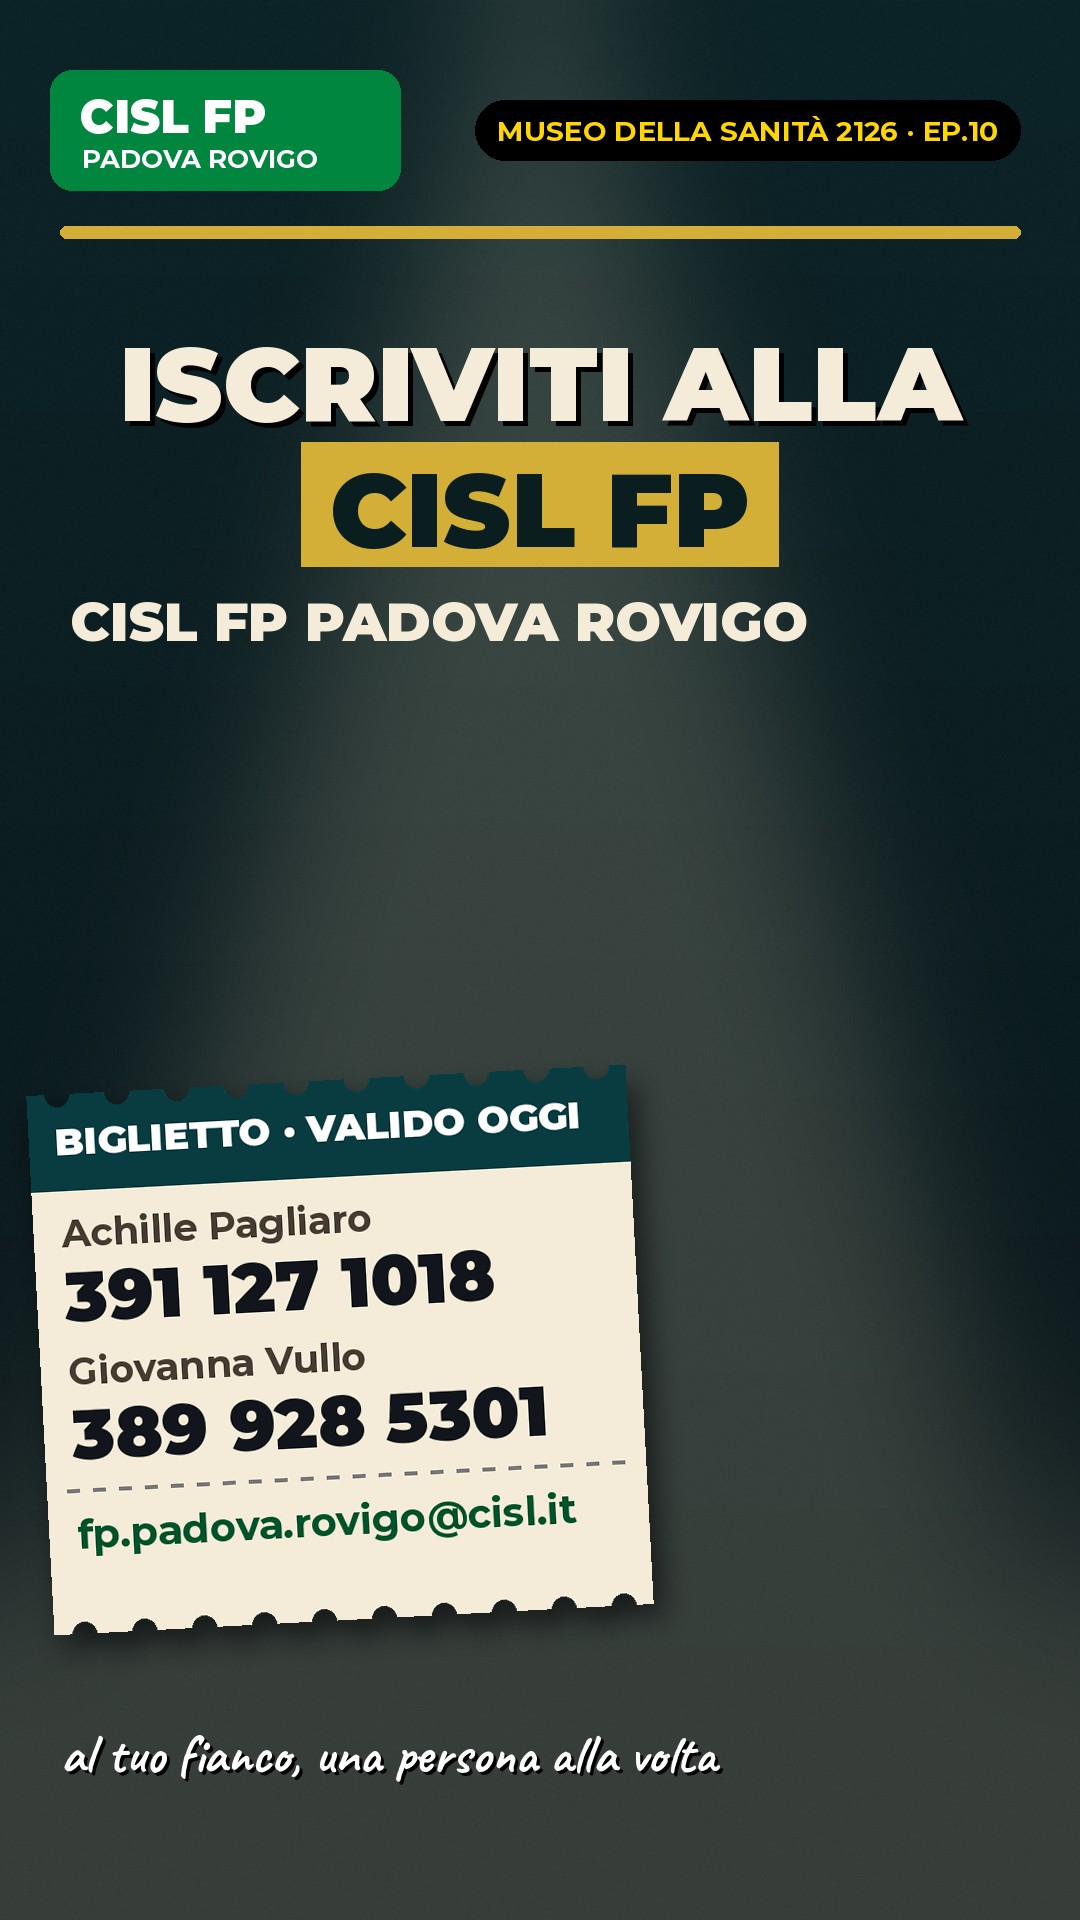 CISL FP
PADOVA ROVIGO
MUSEO DELLA SANITÀ 2126 · EP.10
ISCRIVITI ALLA
CISL FP
CISL FP PADOVA ROVIGO
BIGLIETTO · VALIDO OGGI
Achille Pagliaro
391 127 1018
Giovanna Vullo
389 928 5301
fp.padova.rovigo@cisl.it
al tuo fianco, una persona alla volta